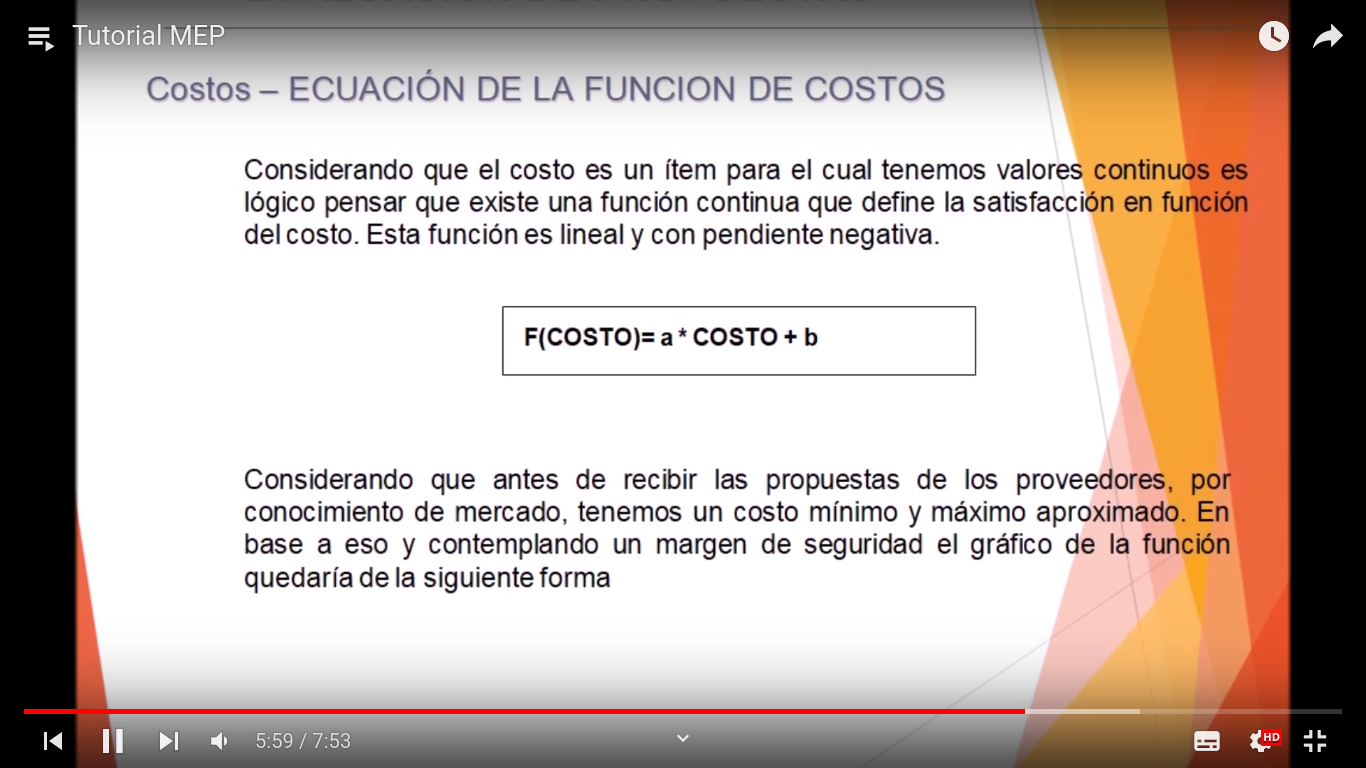 Tutorial MEP
Costos – ECUACIÓN DE LA FUNCION DE COSTOS
Considerando que el costo es un ítem para el cual tenemos valores continuos es
lógico pensar que existe una función continua que define la satisfacción en función
del costo. Esta función es lineal y con pendiente negativa.
F(COSTO)= a * COSTO + b
Considerando que antes de recibir las propuestas de los proveedores, por
conocimiento de mercado, tenemos un costo mínimo y máximo aproximado. En
base a eso y contemplando un margen de seguridad el gráfico de la función
quedaría de la siguiente forma
5:59 / 7:53
HD